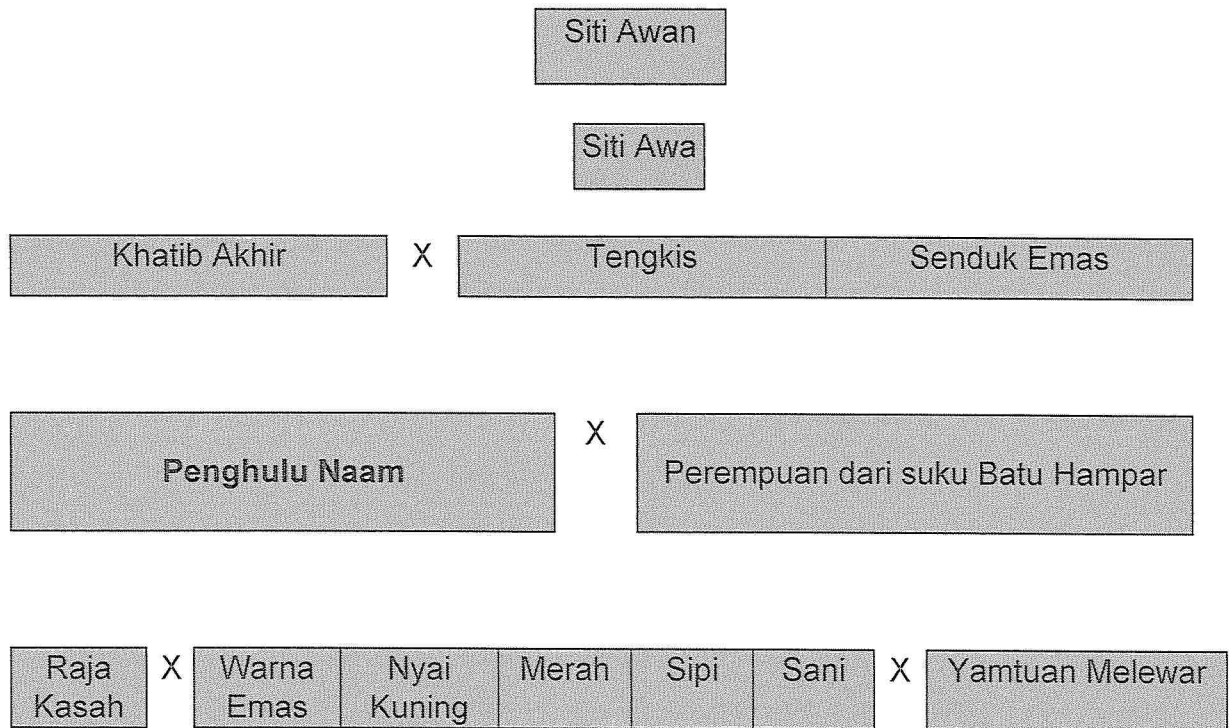 Siti Awan
Siti Awa
Khatib Akhir X Tengkis Senduk Emas
Penghulu Naam X Perempuan dari suku Batu Hampar
Raja Kasah X Warna Emas Nyai Kuning Merah Sipi Sani X Yamtuan Melewar